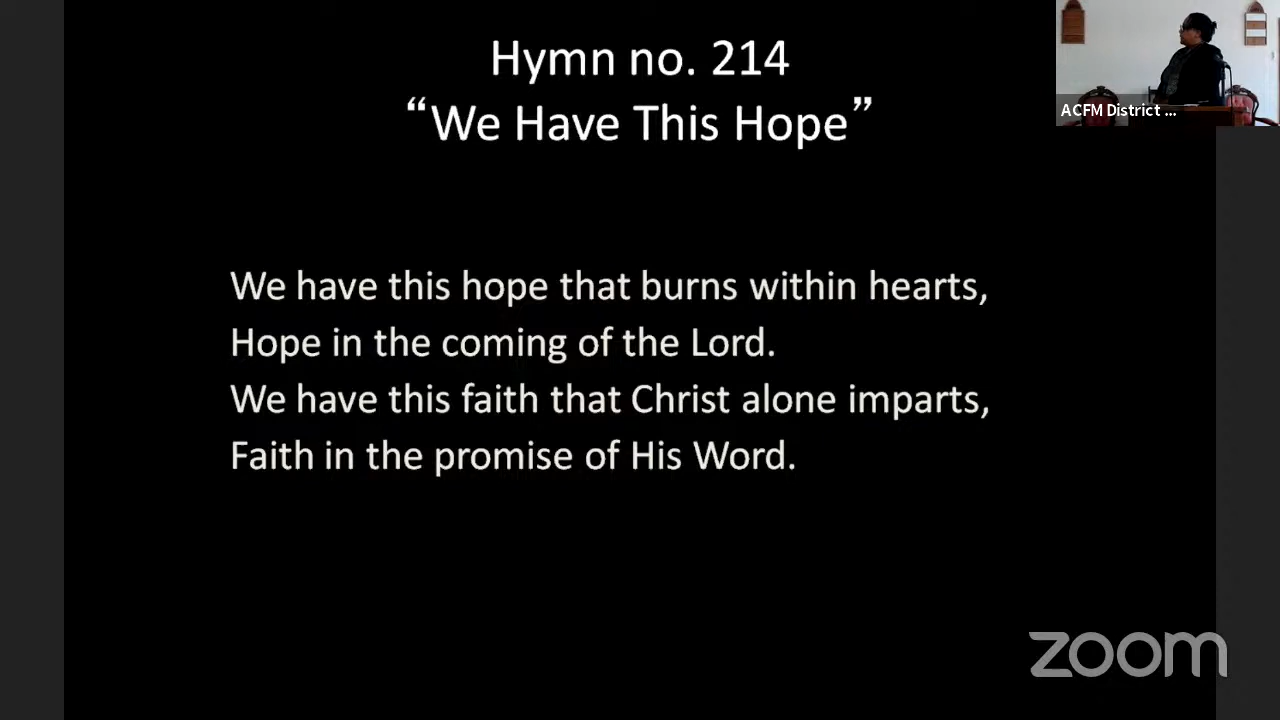 Hymn no. 214
“We Have This Hope”
We have this hope that burns within hearts,
Hope in the coming of the Lord.
We have this faith that Christ alone imparts,
Faith in the promise of His Word.
ACFM District ...
zoom